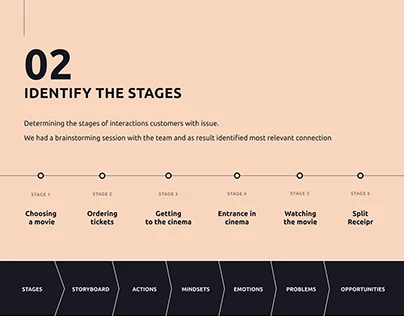 02
IDENTIFY THE STAGES
Determining the stages of interactions customers with issue.
We had a brainstorming session with the team and as result identified most relevant connection
STAGE 1 STAGE 2 STAGE 3 STAGE 4 STAGE 5 STAGE 6
Choosing Ordering Getting Entrance in Watching Split
a movie tickets to the cinema cinema the movie Receipr
STAGES STORYBOARD ACTIONS MINDSETS EMOTIONS PROBLEMS OPPORTUNITIES